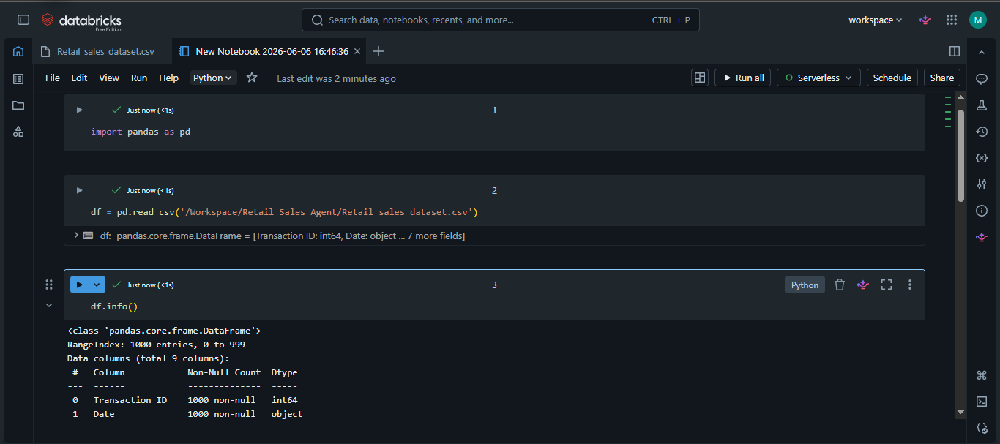 databricks
Free Edition
Search data, notebooks, recents, and more...
CTRL + P
workspace
M
Retail_sales_dataset.csv
New Notebook 2026-06-06 16:46:36
File Edit View Run Help Python Last edit was 2 minutes ago
Run all Serverless Schedule Share
Just now (<1s) 1
import pandas as pd
Just now (<1s) 2
df = pd.read_csv('/Workspace/Retail Sales Agent/Retail_sales_dataset.csv')
df: pandas.core.frame.DataFrame = [Transaction ID: int64, Date: object ... 7 more fields]
Just now (<1s) 3 Python
df.info()
<class 'pandas.core.frame.DataFrame'>
RangeIndex: 1000 entries, 0 to 999
Data columns (total 9 columns):
# Column Non-Null Count Dtype
--- ------ -------------- -----
0 Transaction ID 1000 non-null int64
1 Date 1000 non-null object